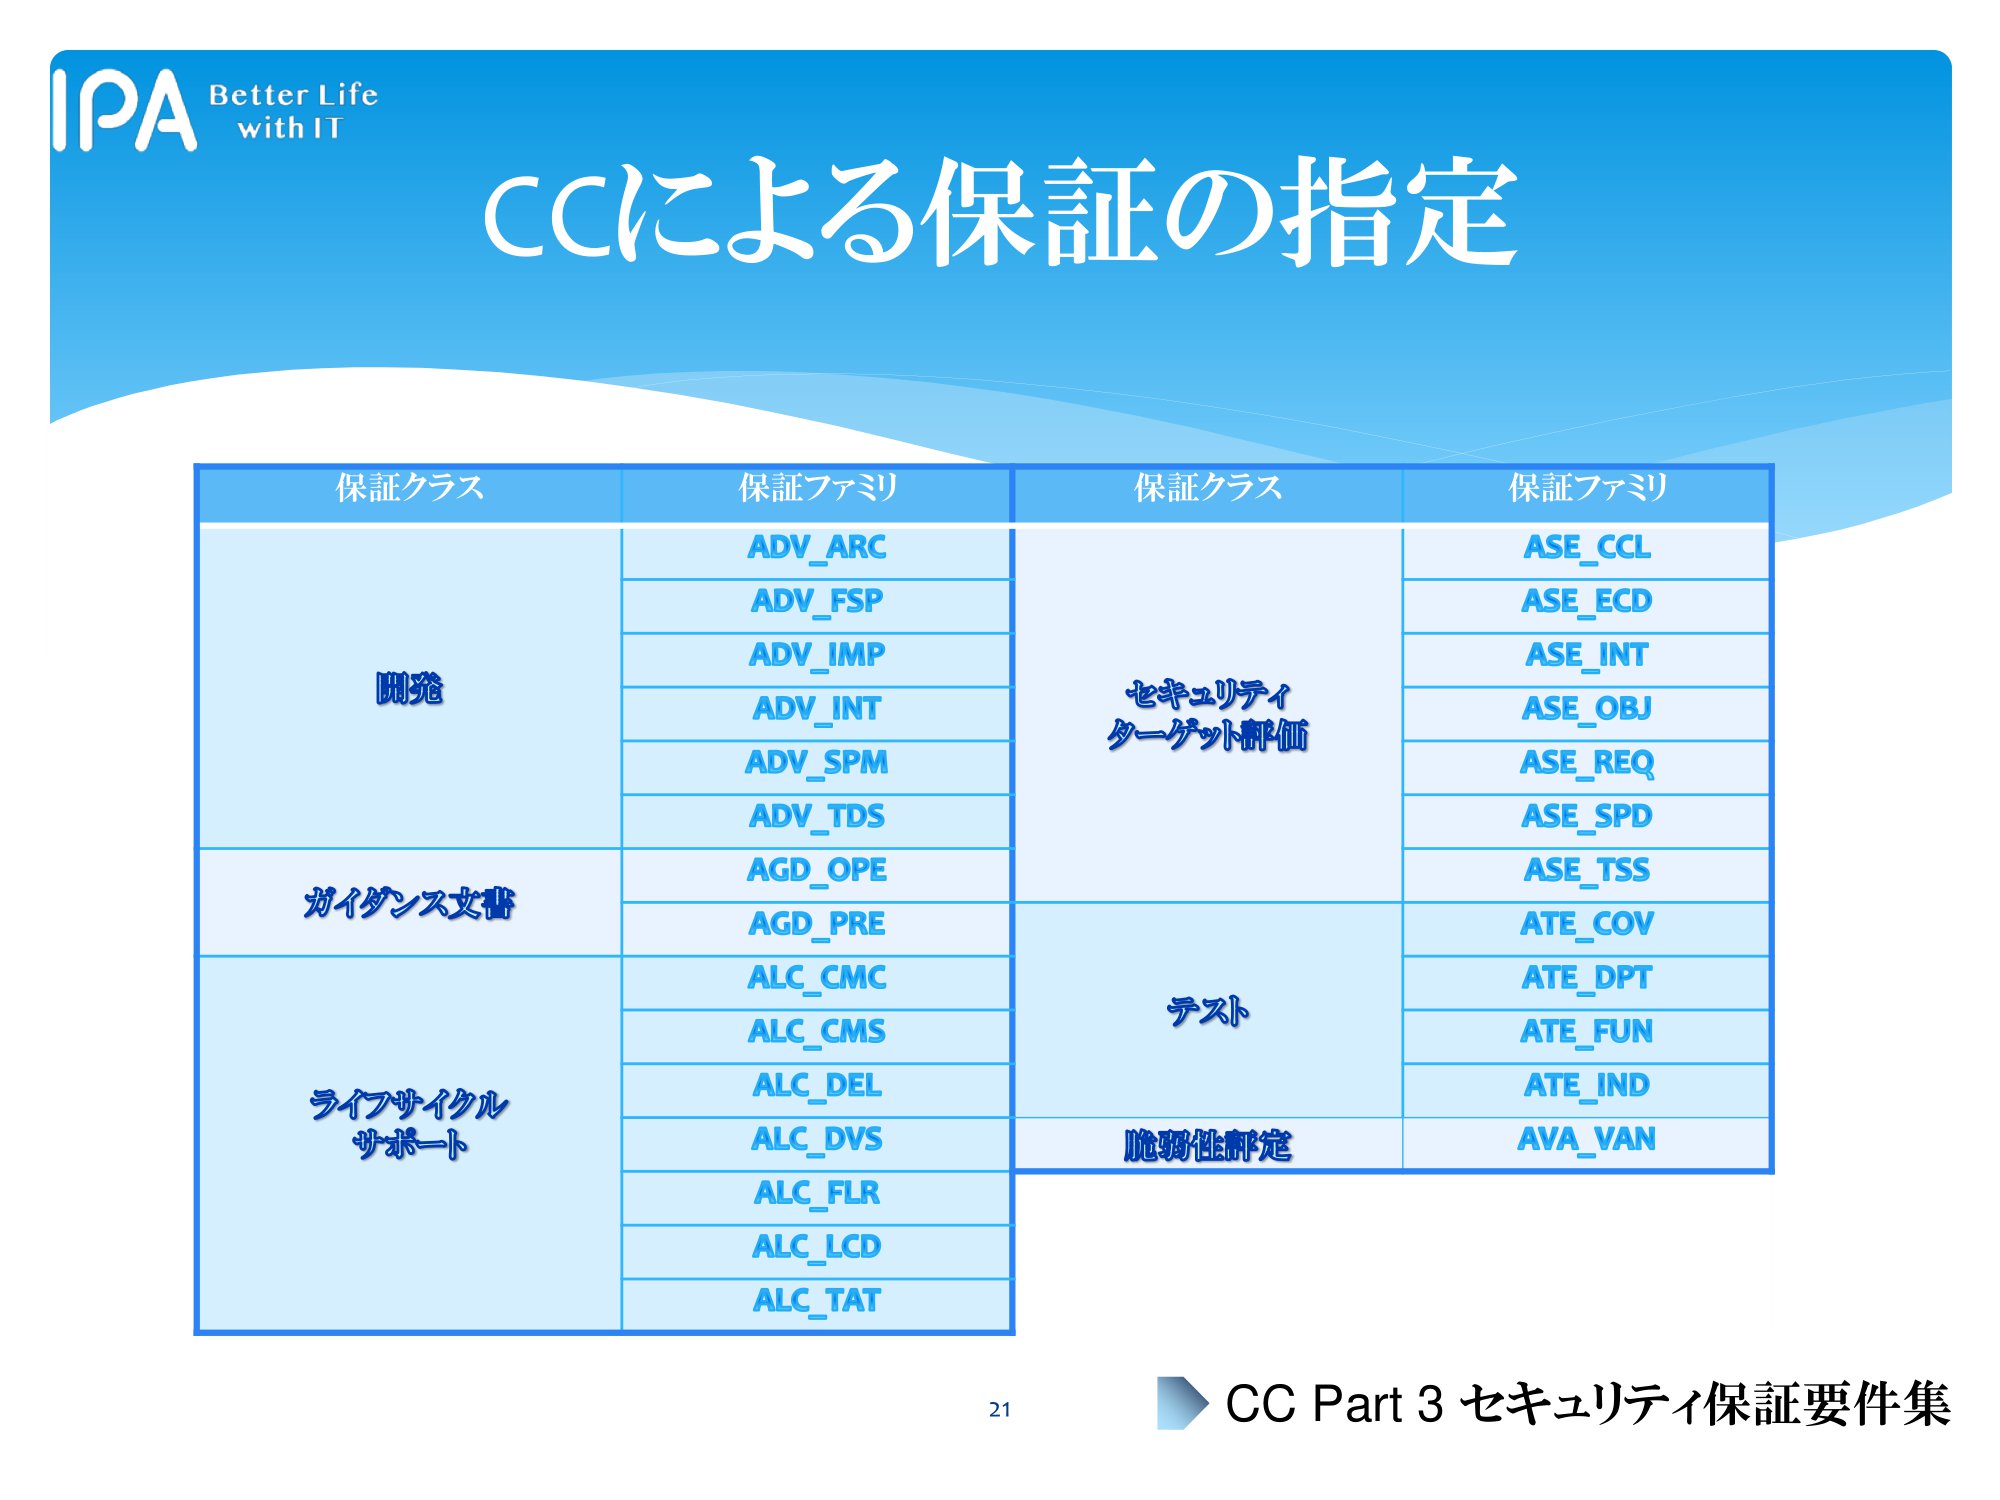 IPA
Better Life
with IT
CCによる保証の指定
保証クラス 保証ファミリ 保証クラス 保証ファミリ
開発
ADV_ARC
ADV_FSP
ADV_IMP
ADV_INT
ADV_SPM
ADV_TDS
ガイダンス文書
AGD_OPE
AGD_PRE
ライフサイクル
サポート
ALC_CMC
ALC_CMS
ALC_DEL
ALC_DVS
ALC_FLR
ALC_LCD
ALC_TAT
セキュリティ
ターゲット評価
ASE_CCL
ASE_ECD
ASE_INT
ASE_OBJ
ASE_REQ
ASE_SPD
ASE_TSS
テスト
ATE_COV
ATE_DPT
ATE_FUN
ATE_IND
脆弱性評定
AVA_VAN
21
CC Part 3 セキュリティ保証要件集